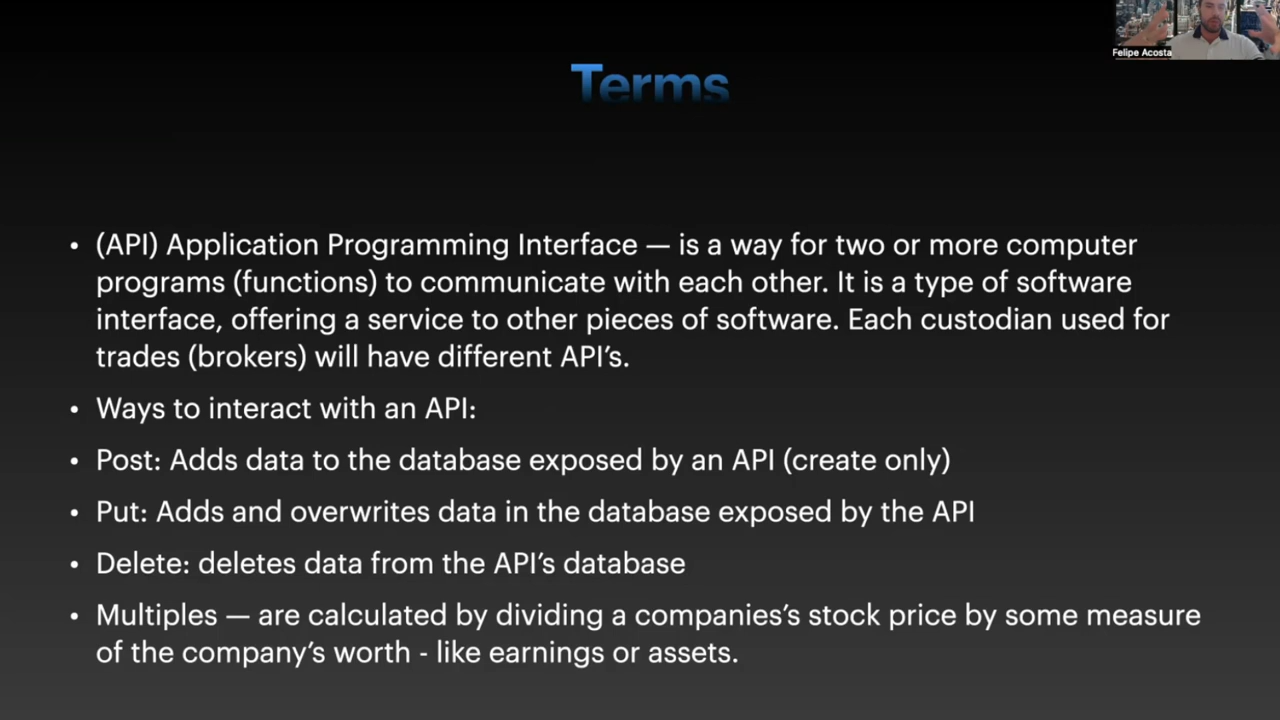 Felipe Acosta
Terms
• (API) Application Programming Interface — is a way for two or more computer
programs (functions) to communicate with each other. It is a type of software
interface, offering a service to other pieces of software. Each custodian used for
trades (brokers) will have different API’s.
• Ways to interact with an API:
• Post: Adds data to the database exposed by an API (create only)
• Put: Adds and overwrites data in the database exposed by the API
• Delete: deletes data from the API’s database
• Multiples — are calculated by dividing a companies’s stock price by some measure
of the company’s worth - like earnings or assets.